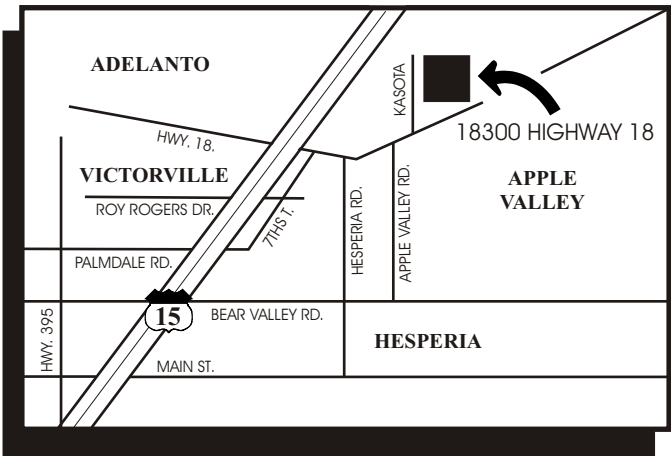 ADELANTO
KASOTA
18300 HIGHWAY 18
HWY. 18.
VICTORVILLE
APPLE
VALLEY
ROY ROGERS DR.
7THS T.
HESPERIA RD.
APPLE VALLEY RD.
PALMDALE RD.
15
BEAR VALLEY RD.
HWY. 395
HESPERIA
MAIN ST.